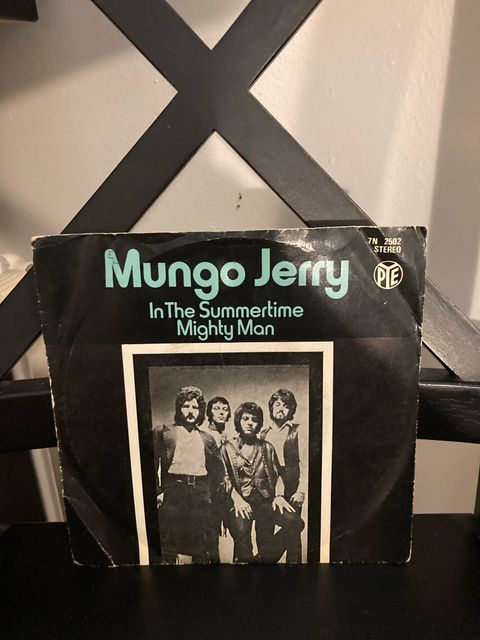 Mungo Jerry
In The Summertime
Mighty Man
7N 2502
STEREO
PYE